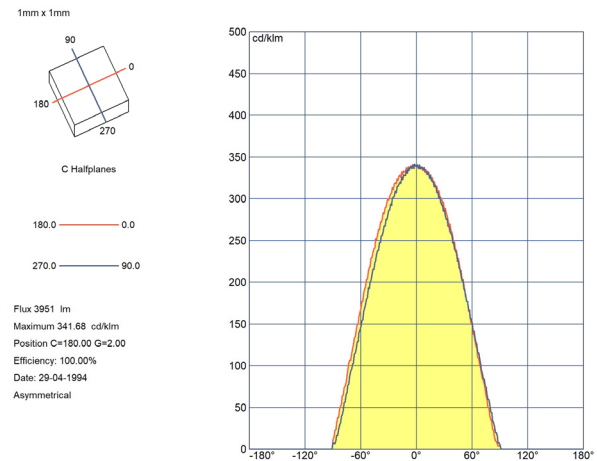 1mm x 1mm
90
0
180
270
C Halfplanes
180.0 0.0
270.0 90.0
Flux 3951 lm
Maximum 341.68 cd/klm
Position C=180.00 G=2.00
Efficiency: 100.00%
Date: 29-04-1994
Asymmetrical
500
cd/klm
450
400
350
300
250
200
150
100
50
0
-180° -120° -60° 0° 60° 120° 180°